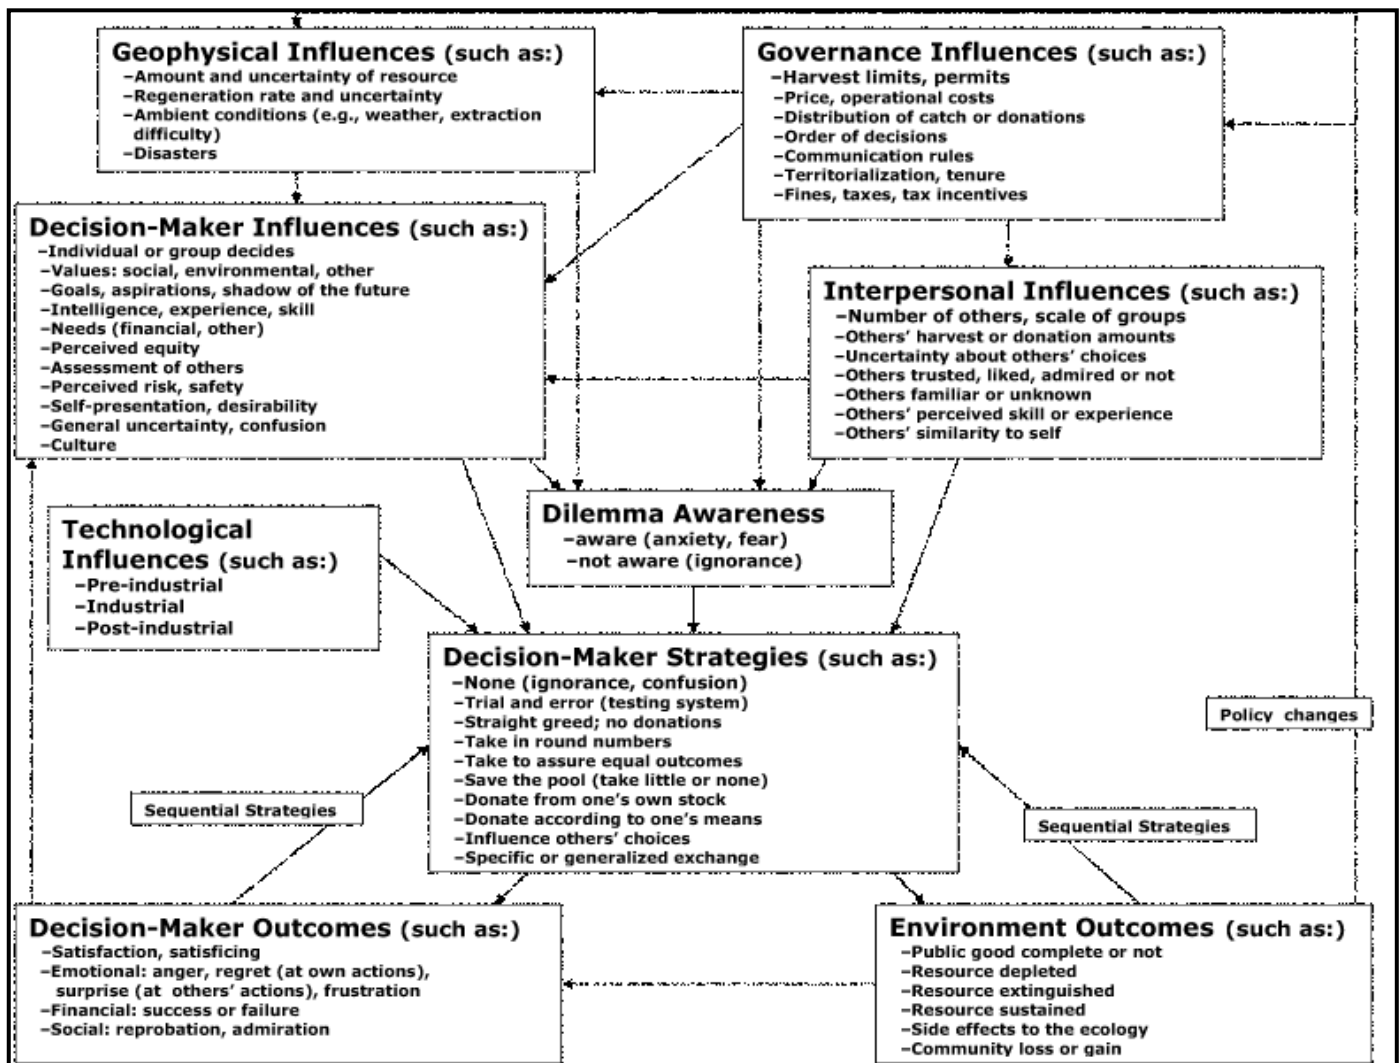 Geophysical Influences (such as:)
–Amount and uncertainty of resource
–Regeneration rate and uncertainty
–Ambient conditions (e.g., weather, extraction
difficulty)
–Disasters
Governance Influences (such as:)
–Harvest limits, permits
–Price, operational costs
–Distribution of catch or donations
–Order of decisions
–Communication rules
–Territorialization, tenure
–Fines, taxes, tax incentives
Decision-Maker Influences (such as:)
–Individual or group decides
–Values: social, environmental, other
–Goals, aspirations, shadow of the future
–Intelligence, experience, skill
–Needs (financial, other)
–Perceived equity
–Assessment of others
–Perceived risk, safety
–Self-presentation, desirability
–General uncertainty, confusion
–Culture
Interpersonal Influences (such as:)
–Number of others, scale of groups
–Others’ harvest or donation amounts
–Uncertainty about others’ choices
–Others trusted, liked, admired or not
–Others familiar or unknown
–Others’ perceived skill or experience
–Others’ similarity to self
Technological
Influences (such as:)
–Pre-industrial
–Industrial
–Post-industrial
Dilemma Awareness
–aware (anxiety, fear)
–not aware (ignorance)
Decision-Maker Strategies (such as:)
–None (ignorance, confusion)
–Trial and error (testing system)
–Straight greed; no donations
–Take in round numbers
–Take to assure equal outcomes
–Save the pool (take little or none)
–Donate from one’s own stock
–Donate according to one’s means
–Influence others’ choices
–Specific or generalized exchange
Policy changes
Sequential Strategies
Sequential Strategies
Decision-Maker Outcomes (such as:)
–Satisfaction, satisficing
–Emotional: anger, regret (at own actions),
surprise (at others’ actions), frustration
–Financial: success or failure
–Social: reprobation, admiration
Environment Outcomes (such as:)
–Public good complete or not
–Resource depleted
–Resource extinguished
–Resource sustained
–Side effects to the ecology
–Community loss or gain